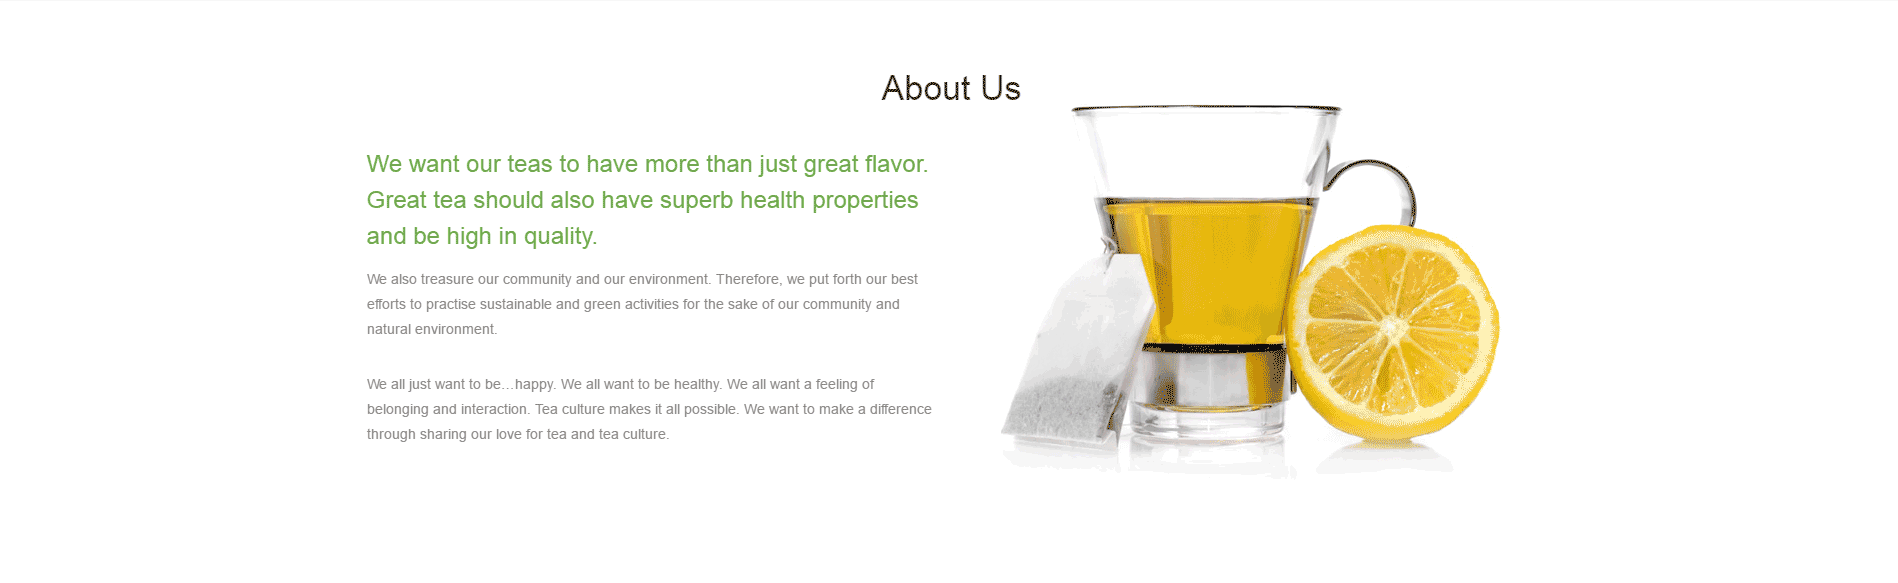 About Us
We want our teas to have more than just great flavor.
Great tea should also have superb health properties
and be high in quality.
We also treasure our community and our environment. Therefore, we put forth our best
efforts to practise sustainable and green activities for the sake of our community and
natural environment.
We all just want to be...happy. We all want to be healthy. We all want a feeling of
belonging and interaction. Tea culture makes it all possible. We want to make a difference
through sharing our love for tea and tea culture.